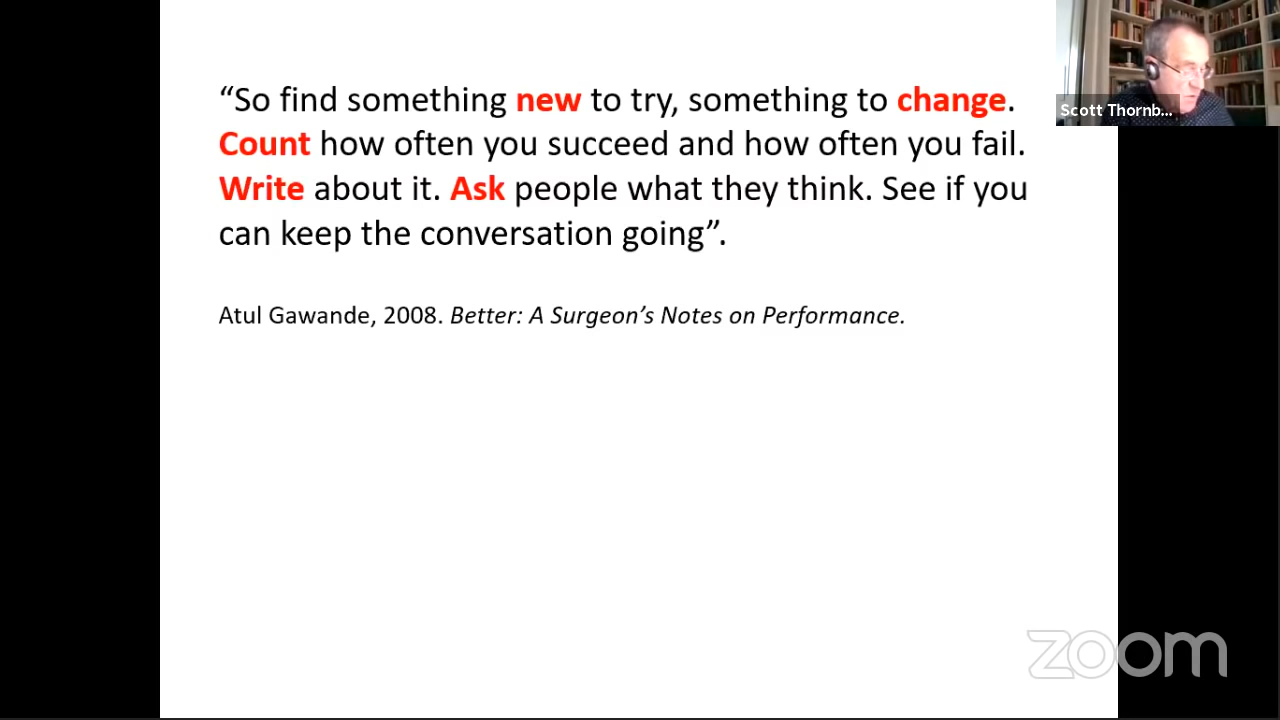 “So find something new to try, something to change.
Count how often you succeed and how often you fail.
Write about it. Ask people what they think. See if you
can keep the conversation going”.
Atul Gawande, 2008. Better: A Surgeon’s Notes on Performance.
Scott Thornb...
zoom